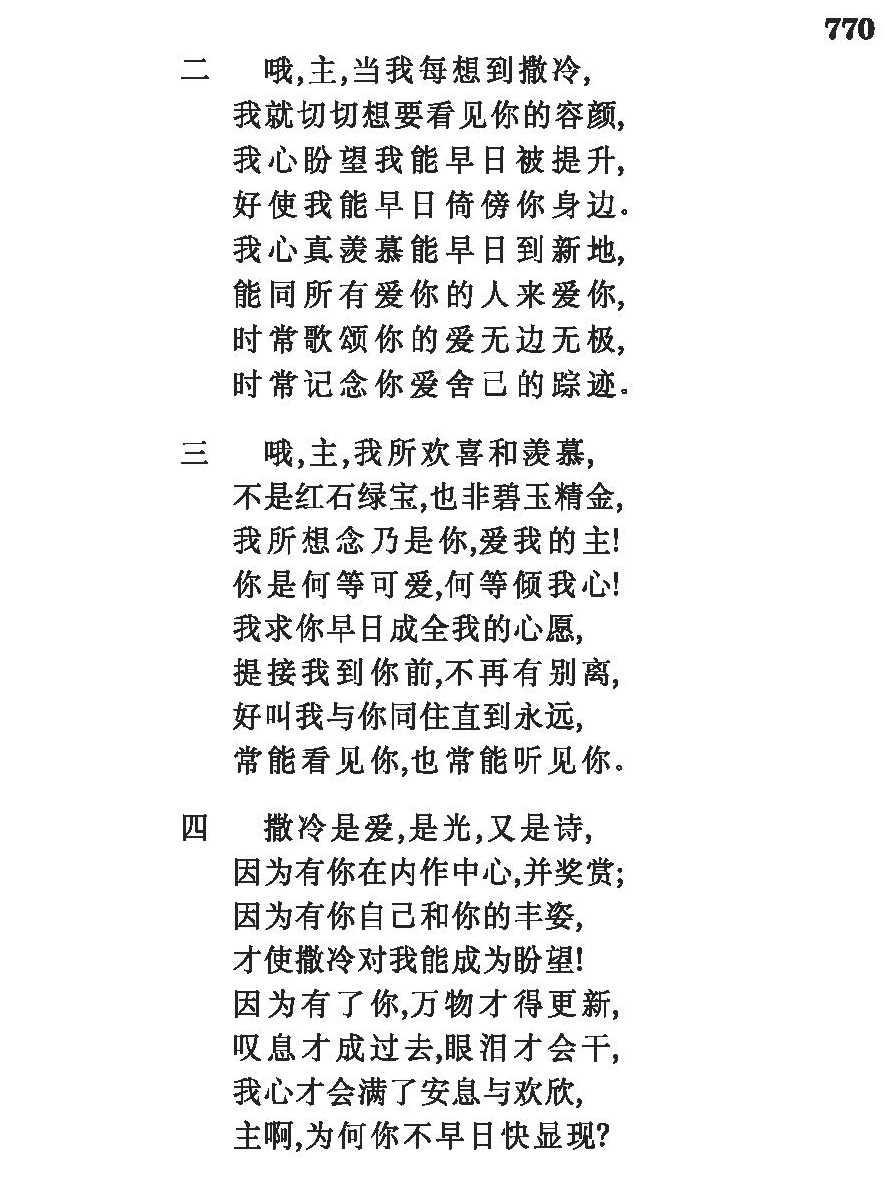 770
二 哦,主,当我每想到撒冷,
我就切切想要看见你的容颜,
我心盼望我能早日被提升,
好使我能早日倚傍你身边。
我心真羡慕能早日到新地,
能同所有爱你的人来爱你,
时常歌颂你的爱无边无极,
时常记念你爱舍己的踪迹。
三 哦,主,我所欢喜和羡慕,
不是红石绿宝,也非碧玉精金,
我所想念乃是你,爱我的主!
你是何等可爱,何等倾我心!
我求你早日成全我的心愿,
提接我到你前,不再有别离,
好叫我与你同住直到永远,
常能看见你,也常能听见你。
四 撒冷是爱,是光,又是诗,
因为有你在内作中心,并奖赏;
因为有你自己和你的丰姿,
才使撒冷对我能成为盼望!
因为有了你,万物才得更新,
叹息才成过去,眼泪才会干,
我心才会满了安息与欢欣,
主啊,为何你不早日快显现?